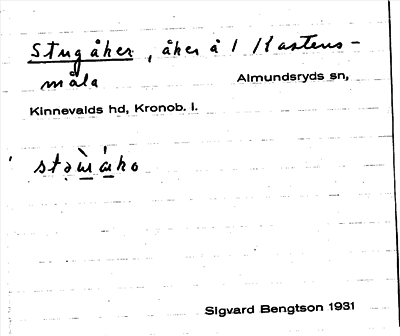 Stugåker, åker å 1 Hastens-
måla Almundsryds sn,
Kinnevalds hd, Kronob. l.
Sigvard Bengtson 1931